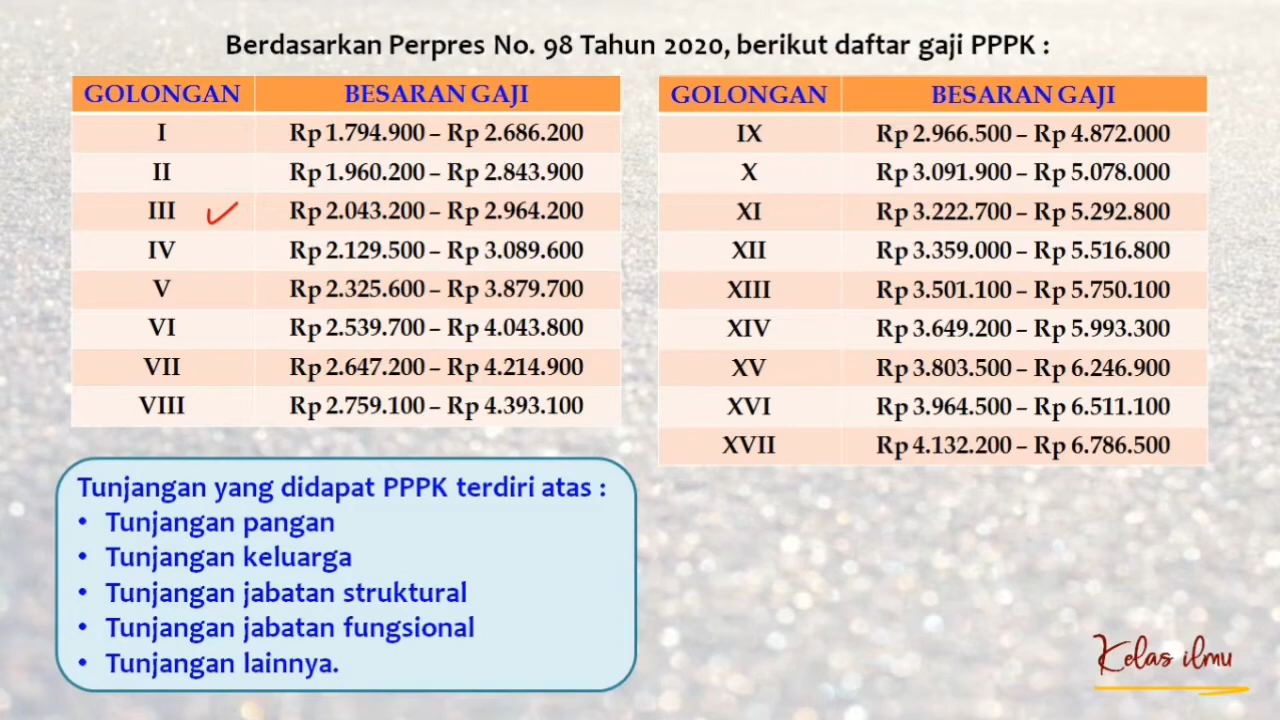 Berdasarkan Perpres No. 98 Tahun 2020, berikut daftar gaji PPPK :
GOLONGAN BESARAN GAJI
I Rp 1.794.900 – Rp 2.686.200
II Rp 1.960.200 – Rp 2.843.900
III Rp 2.043.200 – Rp 2.964.200
IV Rp 2.129.500 – Rp 3.089.600
V Rp 2.325.600 – Rp 3.879.700
VI Rp 2.539.700 – Rp 4.043.800
VII Rp 2.647.200 – Rp 4.214.900
VIII Rp 2.759.100 – Rp 4.393.100
GOLONGAN BESARAN GAJI
IX Rp 2.966.500 – Rp 4.872.000
X Rp 3.091.900 – Rp 5.078.000
XI Rp 3.222.700 – Rp 5.292.800
XII Rp 3.359.000 – Rp 5.516.800
XIII Rp 3.501.100 – Rp 5.750.100
XIV Rp 3.649.200 – Rp 5.993.300
XV Rp 3.803.500 – Rp 6.246.900
XVI Rp 3.964.500 – Rp 6.511.100
XVII Rp 4.132.200 – Rp 6.786.500
Tunjangan yang didapat PPPK terdiri atas :
• Tunjangan pangan
• Tunjangan keluarga
• Tunjangan jabatan struktural
• Tunjangan jabatan fungsional
• Tunjangan lainnya.
Kelas ilmu